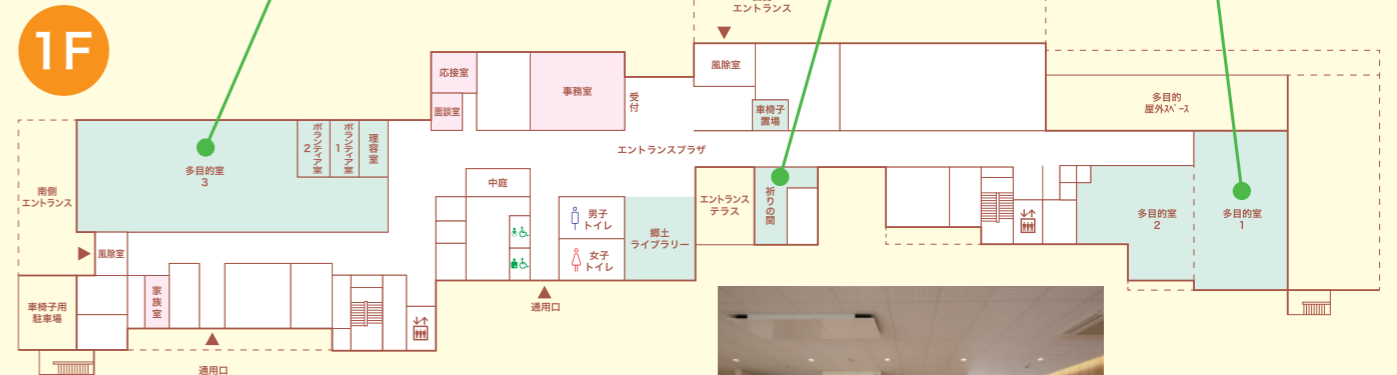 1F
エントランス
風除室
応接室
面談室
事務室
受付
車椅子
置場
多目的
屋外スペース
エントランスプラザ
ボランティア室
2
ボランティア室
1
理容室
多目的室
3
南側
エントランス
中庭
男子
トイレ
女子
トイレ
郷土
ライブラリー
エントランス
テラス
祈りの間
多目的室
2
多目的室
1
風除室
車椅子用
駐車場
家族室
通用口
通用口